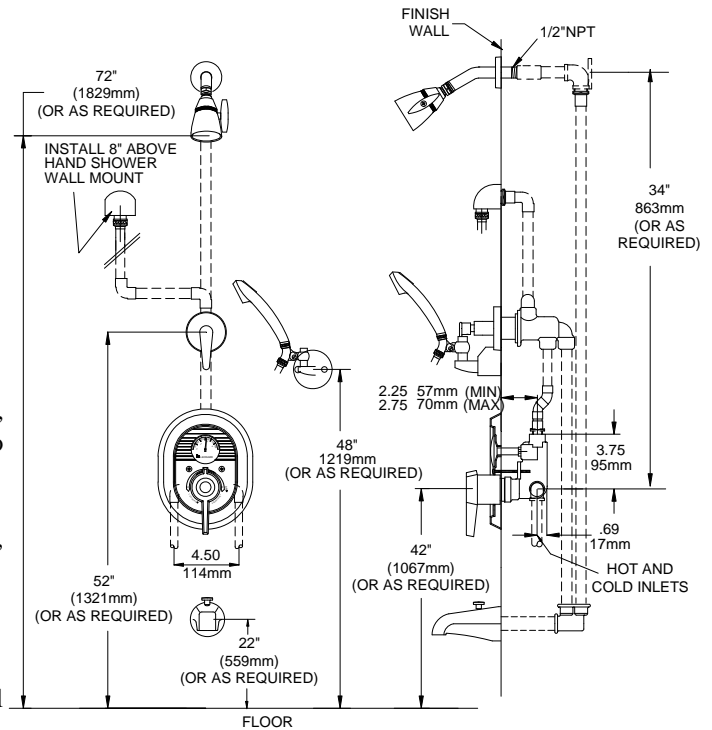 FINISH
WALL
1/2"NPT
72"
(1829mm)
(OR AS REQUIRED)
INSTALL 8" ABOVE
HAND SHOWER
WALL MOUNT
34"
863mm
(OR AS
REQUIRED)
2.25 57mm (MIN)
2.75 70mm (MAX)
48"
1219mm
(OR AS REQUIRED)
3.75
95mm
.69
17mm
4.50
114mm
42"
(1067mm)
(OR AS REQUIRED)
HOT AND
COLD INLETS
52"
(1321mm)
(OR AS REQUIRED)
22"
(559mm)
(OR AS REQUIRED)
FLOOR